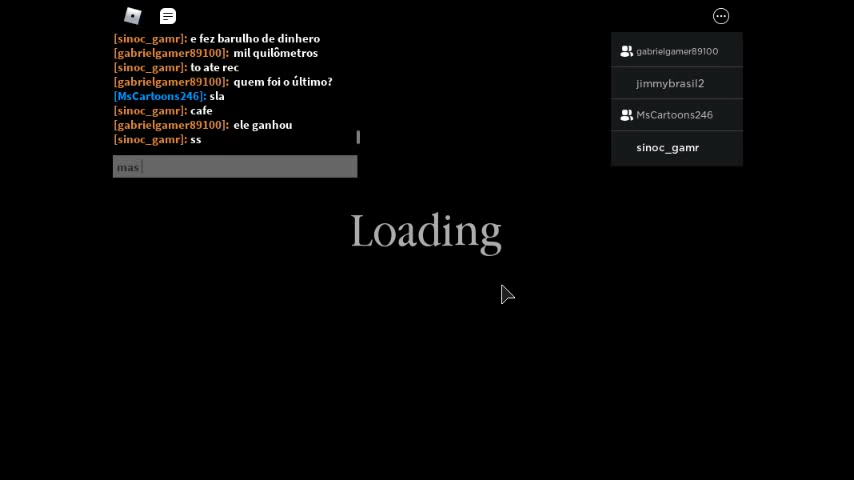 [sinoc_gamr]: e fez barulho de dinhero
[gabrielgamer89100]: mil quilômetros
[sinoc_gamr]: to ate rec
[gabrielgamer89100]: quem foi o último?
[MsCartoons246]: sla
[sinoc_gamr]: cafe
[gabrielgamer89100]: ele ganhou
[sinoc_gamr]: ss
mas
gabrielgamer89100
jimmybrasil2
MsCartoons246
sinoc_gamr
Loading